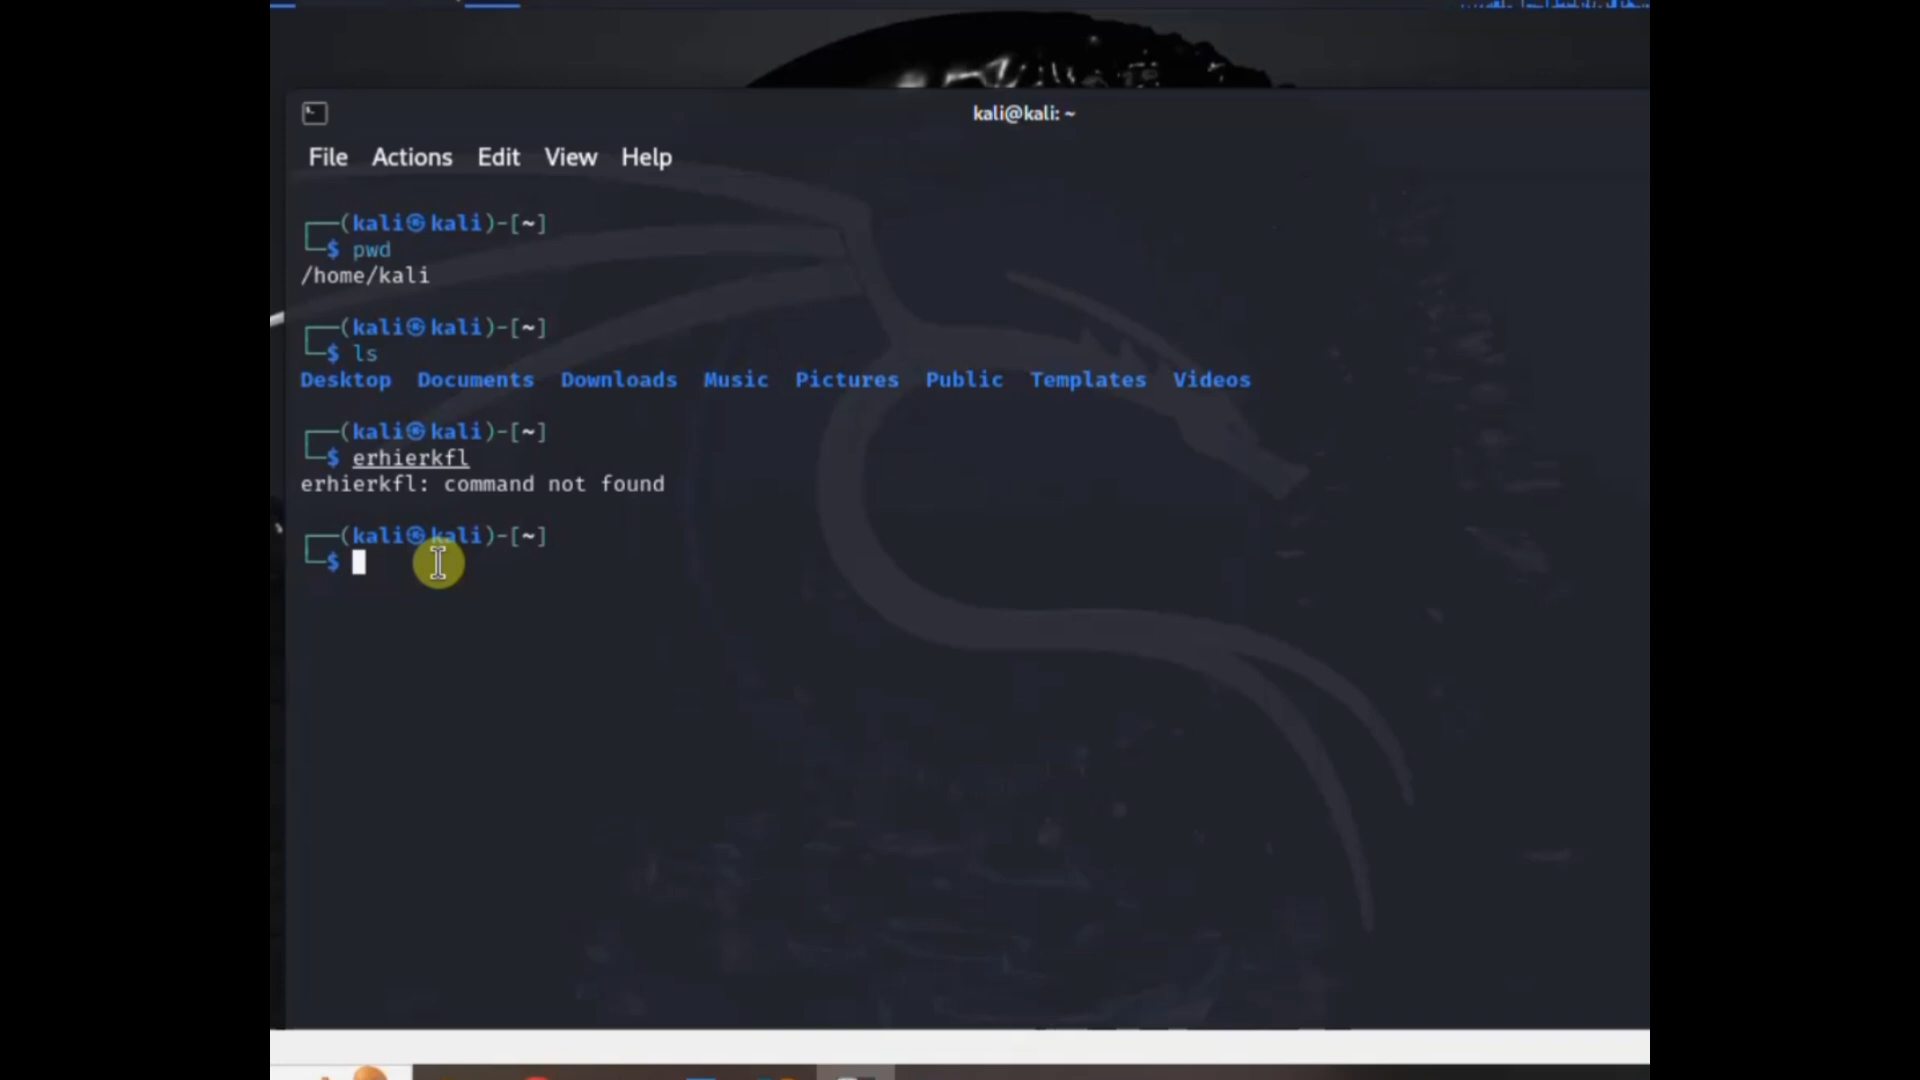 kali@kali: ~
File Actions Edit View Help
┌──(kali㉿kali)-[~]
└─$ pwd
/home/kali
┌──(kali㉿kali)-[~]
└─$ ls
Desktop Documents Downloads Music Pictures Public Templates Videos
┌──(kali㉿kali)-[~]
└─$ erhierkfl
erhierkfl: command not found
┌──(kali㉿kali)-[~]
└─$